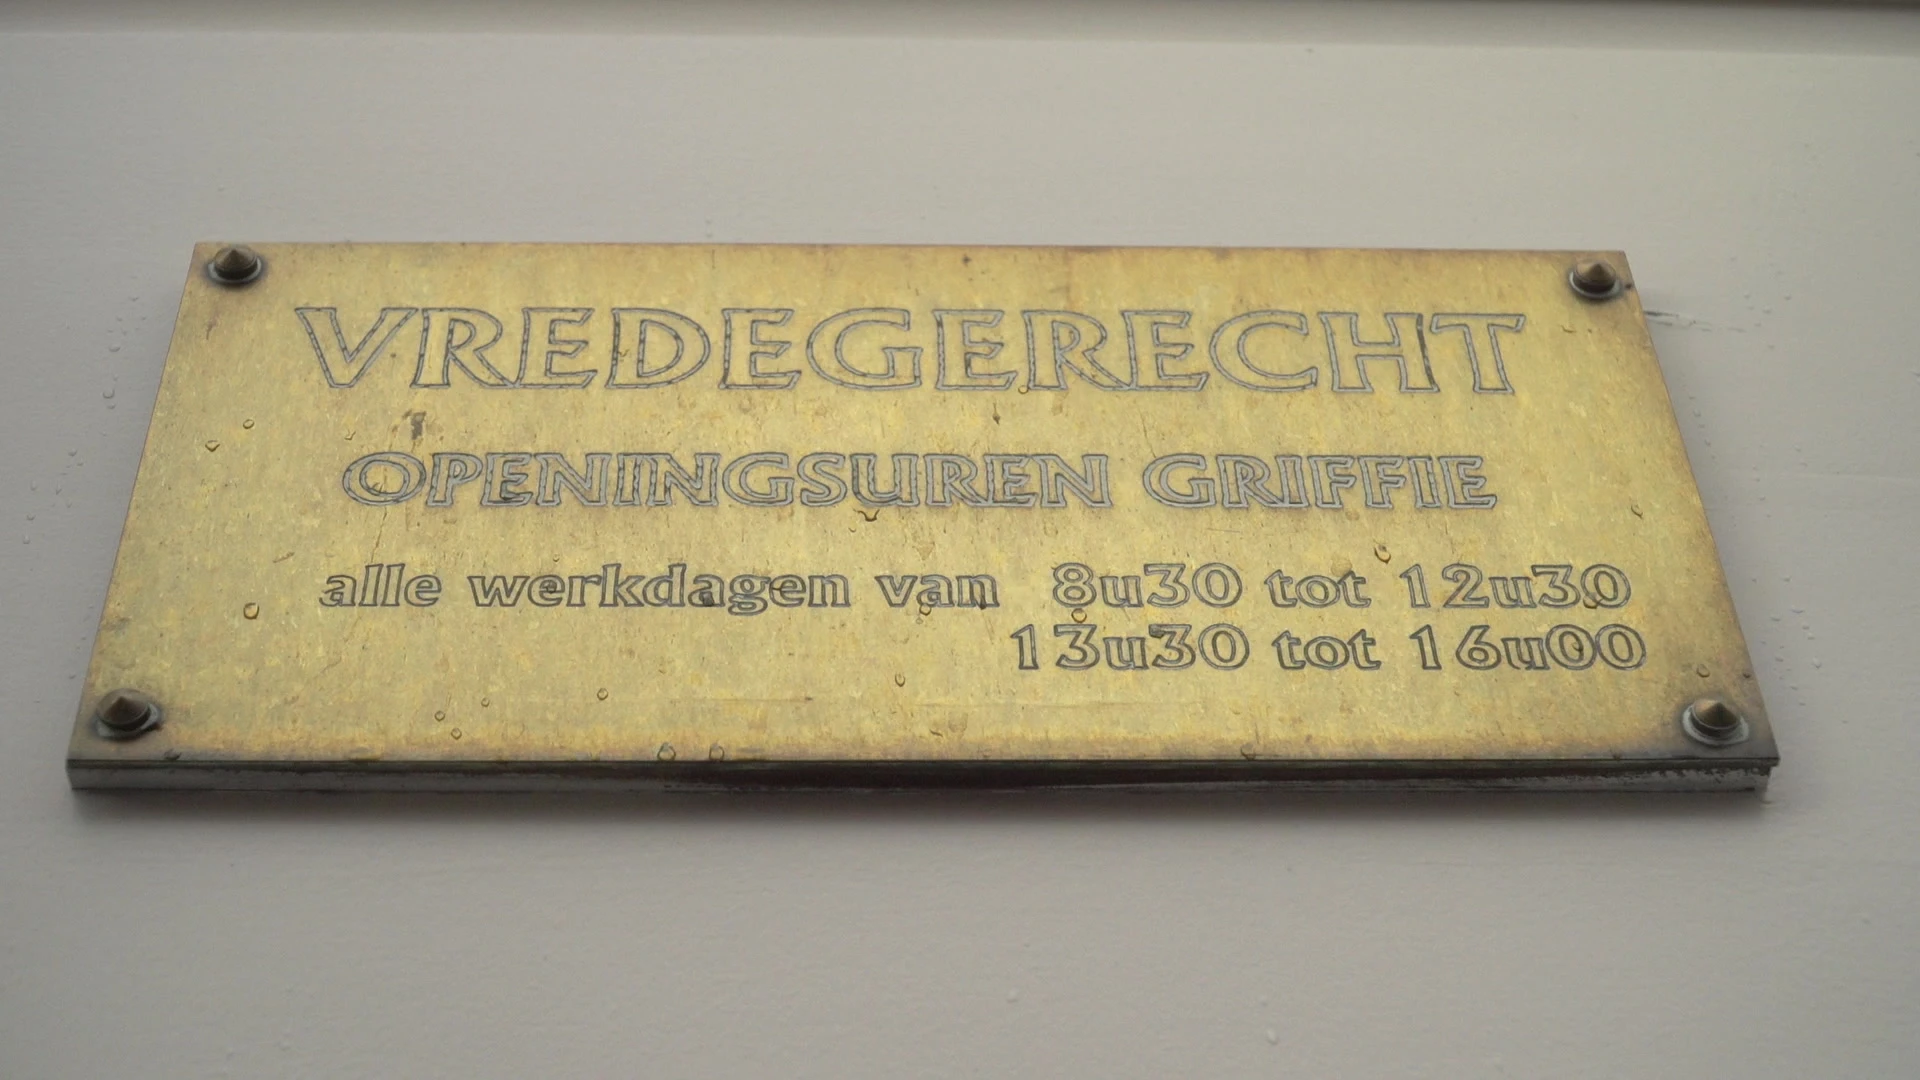 VREDEGERECHT
OPENINGSUREN GRIFFIE
alle werkdagen van 8u30 tot 12u30
13u30 tot 16u00